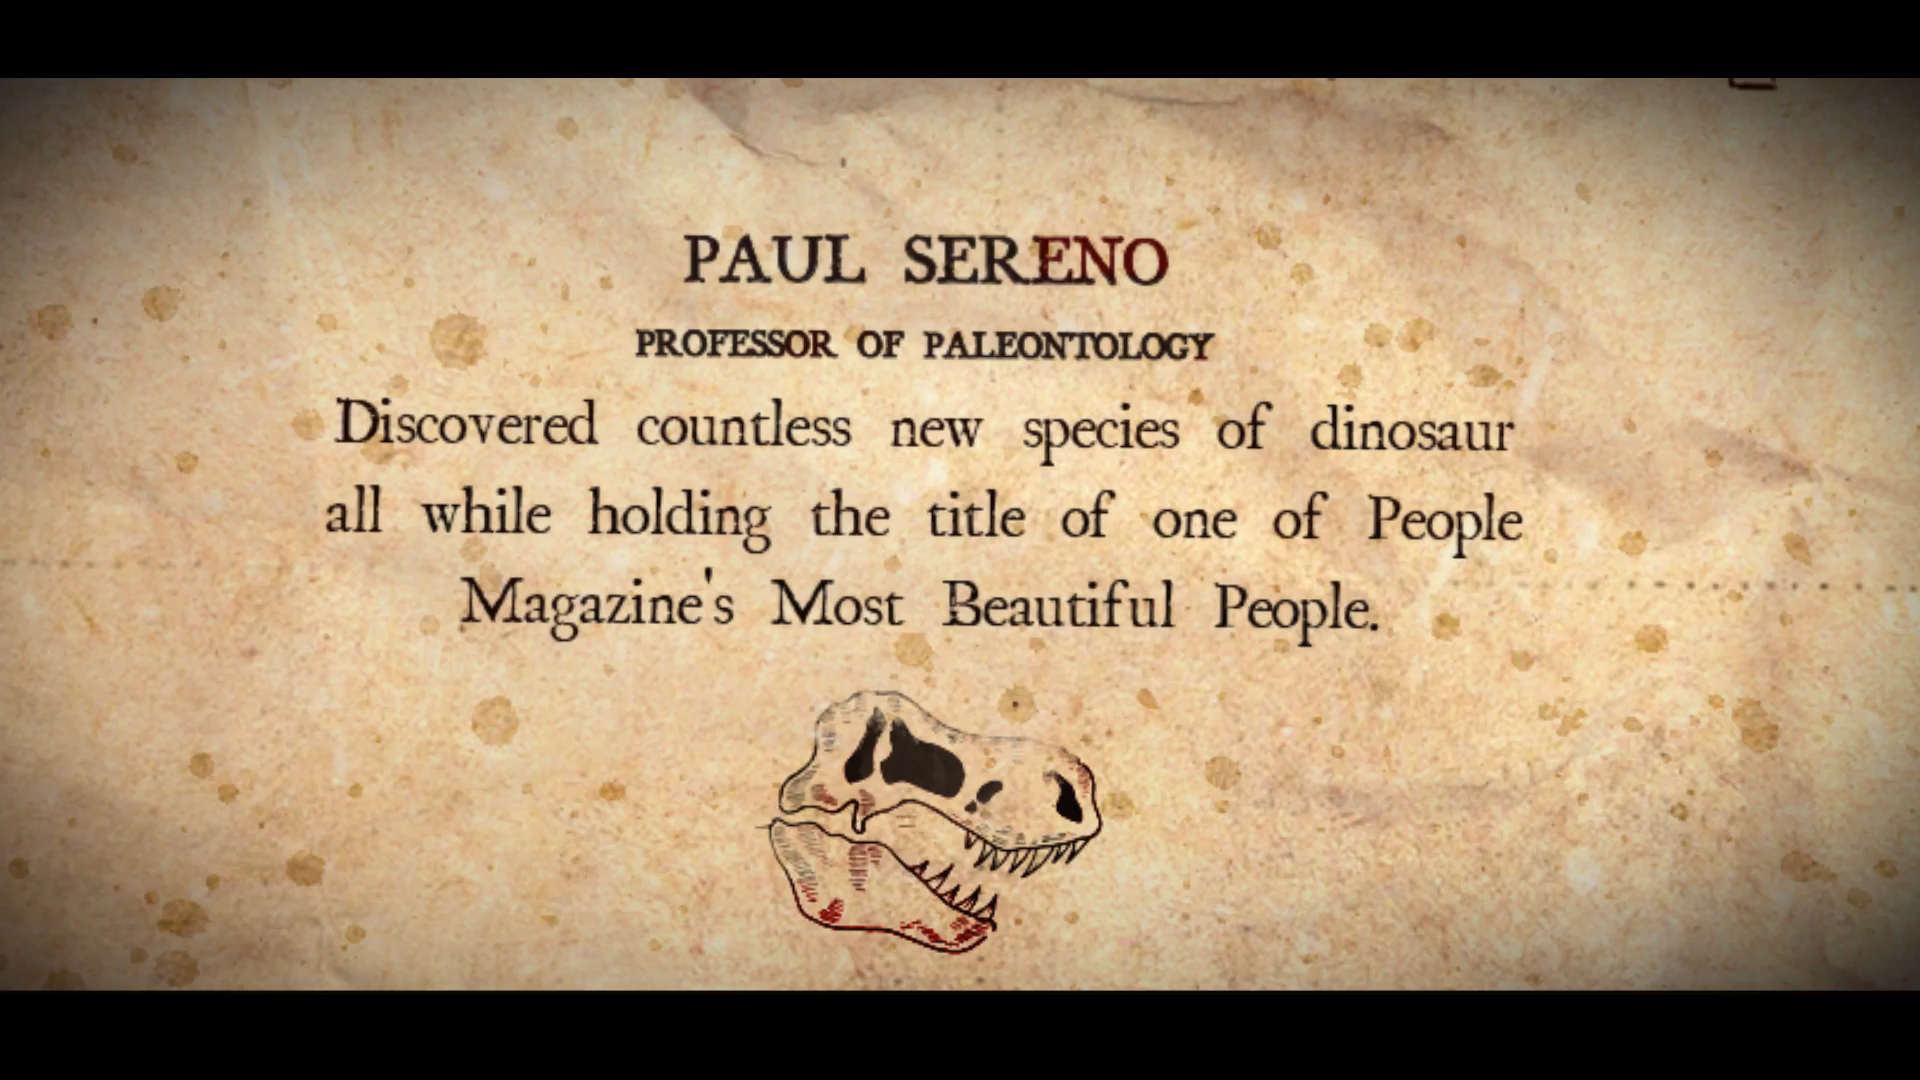 PAUL SERENO
PROFESSOR OF PALEONTOLOGY
Discovered countless new species of dinosaur
all while holding the title of one of People
Magazine's Most Beautiful People.